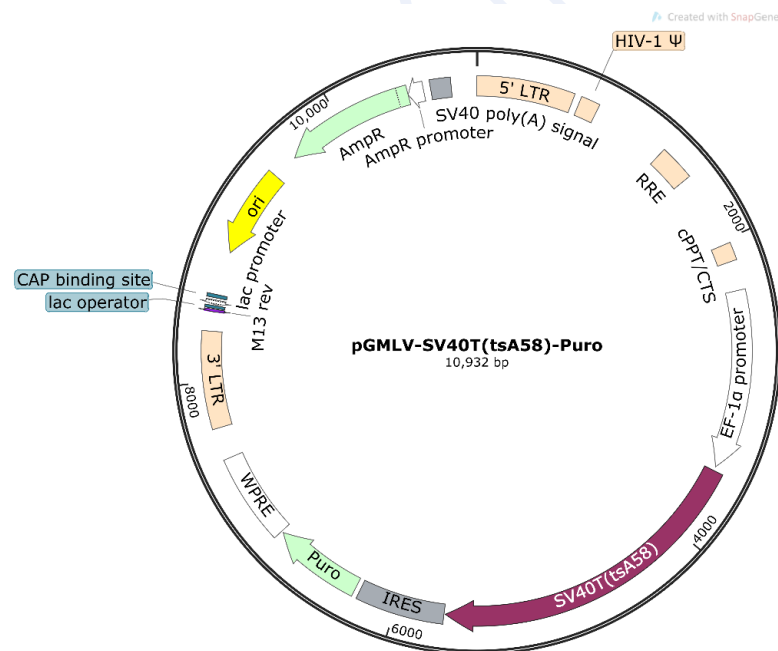 Created with SnapGene
HIV-1 Ψ
5' LTR
SV40 poly(A) signal
AmpR promoter
AmpR
10,000
RRE
2000
cPPT/CTS
ori
lac promoter
CAP binding site
lac operator
M13 rev
pGMLV-SV40T(tsA58)-Puro
10,932 bp
EF-1α promoter
3' LTR
8000
WPRE
4000
SV40T(tsA58)
Puro
IRES
6000